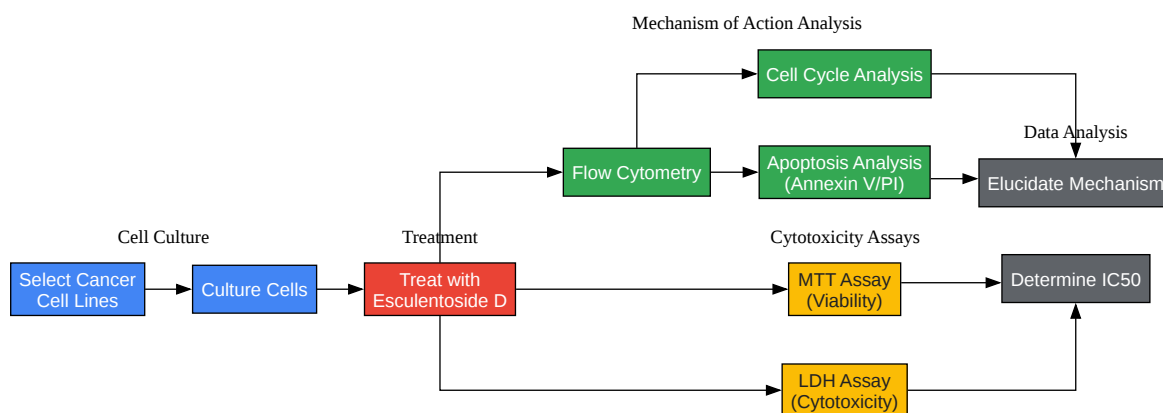 Mechanism of Action Analysis
Cell Cycle Analysis
Data Analysis
Flow Cytometry
Apoptosis Analysis
(Annexin V/PI)
Elucidate Mechanism
Cell Culture
Treatment
Cytotoxicity Assays
Select Cancer
Cell Lines
Culture Cells
Treat with
Esculentoside D
MTT Assay
(Viability)
Determine IC50
LDH Assay
(Cytotoxicity)